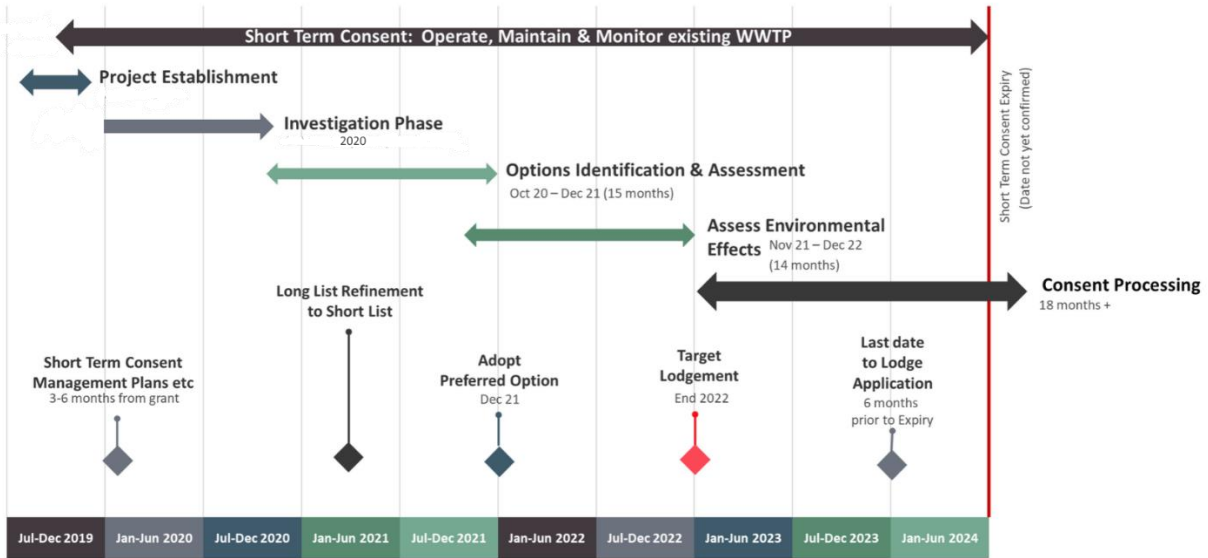 Short Term Consent: Operate, Maintain & Monitor existing WWTP
Project Establishment
Investigation Phase
2020
Options Identification & Assessment
Oct 20 – Dec 21 (15 months)
Assess Environmental
Effects
Nov 21 – Dec 22
(14 months)
Short Term Consent Expiry
(Date not yet confirmed)
Consent Processing
18 months +
Long List Refinement
to Short List
Short Term Consent
Management Plans etc
3-6 months from grant
Adopt
Preferred Option
Dec 21
Target
Lodgement
End 2022
Last date
to Lodge
Application
6 months
prior to Expiry
Jul-Dec 2019
Jan-Jun 2020
Jul-Dec 2020
Jan-Jun 2021
Jul-Dec 2021
Jan-Jun 2022
Jul-Dec 2022
Jan-Jun 2023
Jul-Dec 2023
Jan-Jun 2024